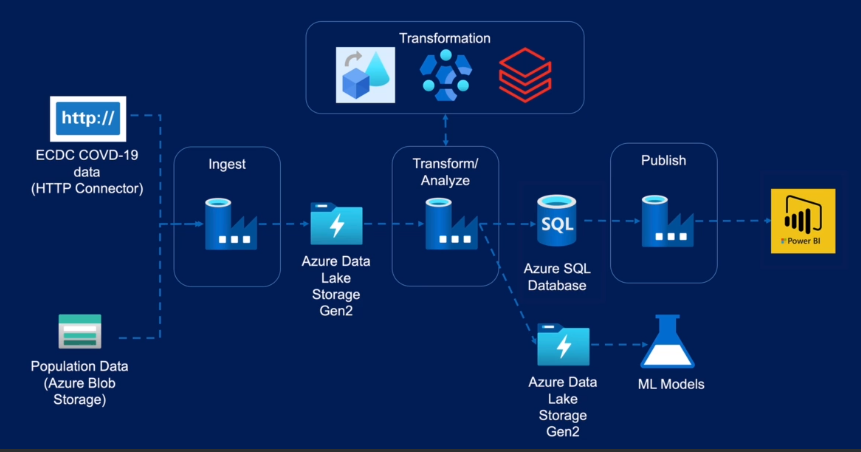 Transformation
http://
ECDC COVD-19
data
(HTTP Connector)
Ingest
Transform/
Analyze
Publish
SQL
Power BI
Azure Data
Lake
Storage
Gen2
Azure SQL
Database
Population Data
(Azure Blob
Storage)
Azure Data
Lake
Storage
Gen2
ML Models